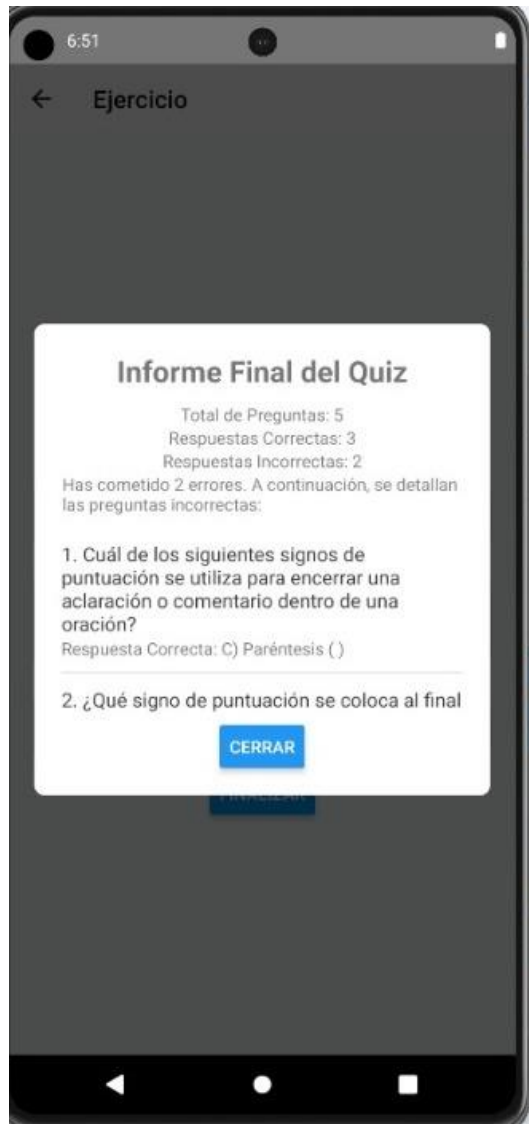 6:51
Ejercicio
Informe Final del Quiz
Total de Preguntas: 5
Respuestas Correctas: 3
Respuestas Incorrectas: 2
Has cometido 2 errores. A continuación, se detallan
las preguntas incorrectas:
1. Cuál de los siguientes signos de
puntuación se utiliza para encerrar una
aclaración o comentario dentro de una
oración?
Respuesta Correcta: C) Paréntesis ( )
2. ¿Qué signo de puntuación se coloca al final
CERRAR
FINALIZAR